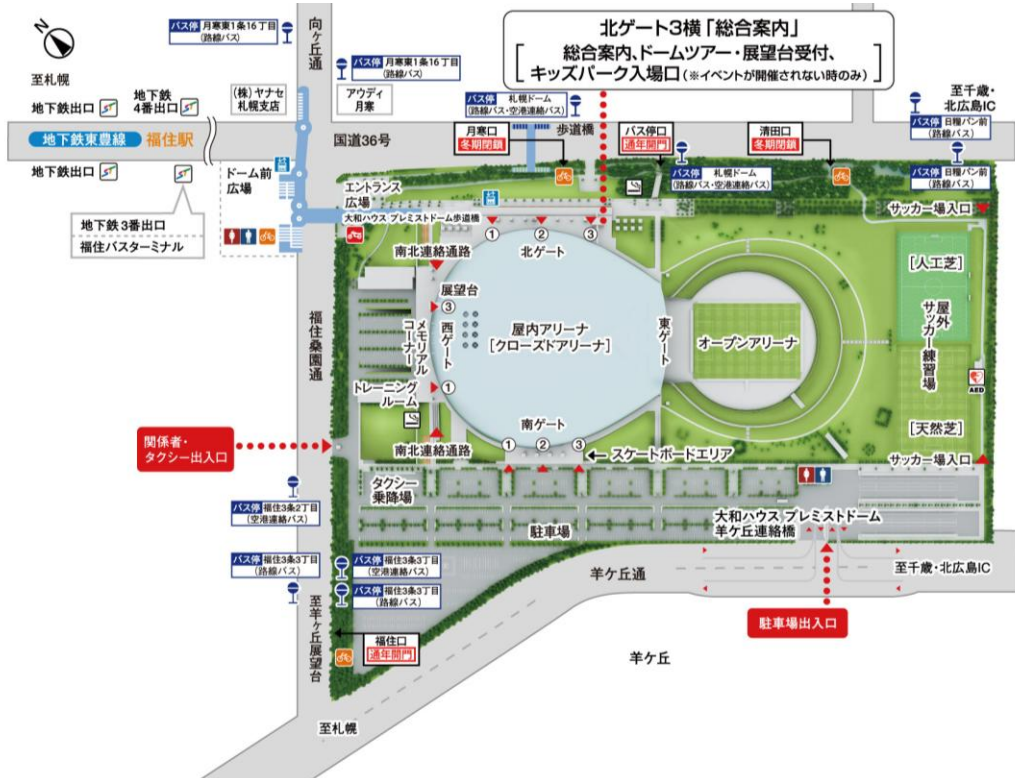 北ゲート3横「総合案内」
総合案内、ドームツアー・展望台受付、
キッズパーク入場口(※イベントが開催されない時のみ)
N
至札幌
向ヶ丘通
バス停 月寒東1条16丁目
(路線バス)
バス停 月寒東1条16丁目
(路線バス)
地下鉄出口
地下鉄
4番出口
(株)ヤナセ
札幌支店
アウディ
月寒
バス停 札幌ドーム
(路線バス・空港連絡バス)
至千歳・
北広島IC
地下鉄東豊線 福住駅
国道36号
月寒口
冬期閉鎖
歩道橋
バス停口
通年開門
清田口
冬期閉鎖
バス停 日糧パン前
(路線バス)
地下鉄出口
ドーム前
広場
バス停 札幌ドーム
(路線バス・空港連絡バス)
バス停 日糧パン前
(路線バス)
エントランス
広場
サッカー場入口
地下鉄3番出口
福住バスターミナル
大和ハウス プレミストドーム歩道橋
1
2
3
北ゲート
南北連絡通路
[人工芝]
展望台
3
メモリアル
コーナー
西ゲート
屋内アリーナ
[クローズドアリーナ]
東ゲート
オープンアリーナ
屋外
サッカー練習場
福住桑園通
トレーニング
ルーム
1
AED
南ゲート
1
2
3
[天然芝]
関係者・
タクシー出入口
南北連絡通路
スケートボードエリア
サッカー場入口
タクシー
乗降場
バス停 福住3条2丁目
(空港連絡バス)
駐車場
大和ハウス プレミストドーム
羊ケ丘連絡橋
バス停 福住3条3丁目
(路線バス)
バス停 福住3条3丁目
(空港連絡バス)
バス停 福住3条3丁目
(路線バス)
羊ケ丘通
至千歳・北広島IC
至羊ヶ丘展望台
福住口
通年開門
駐車場出入口
羊ケ丘
至札幌